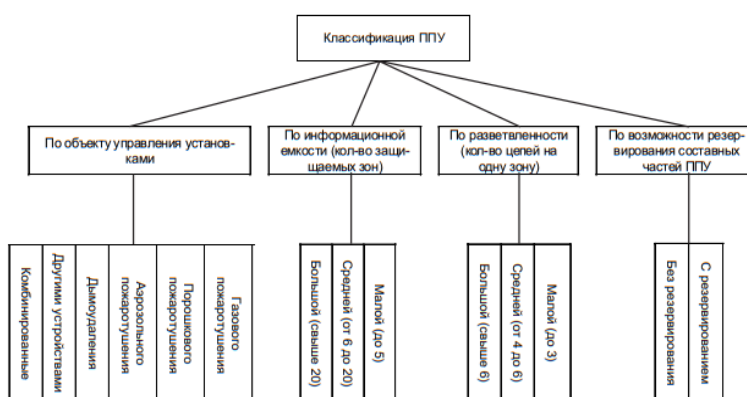 Классификация ППУ
По объекту управления установ-
ками
По информационной
емкости (кол-во защи-
щаемых зон)
По разветвленности
(кол-во цепей на
одну зону)
По возможности резер-
вирования составных
частей ППУ
Комбинированные
Другими устройствами
Дымоудаления
Аэрозольного
пожаротушения
Порошкового
пожаротушения
Газового
пожаротушения
Большой (свыше 20)
Средней (от 6 до 20)
Малой (до 5)
Большой (свыше 6)
Средней (от 4 до 6)
Малой (до 3)
Без резервирования
С резервированием